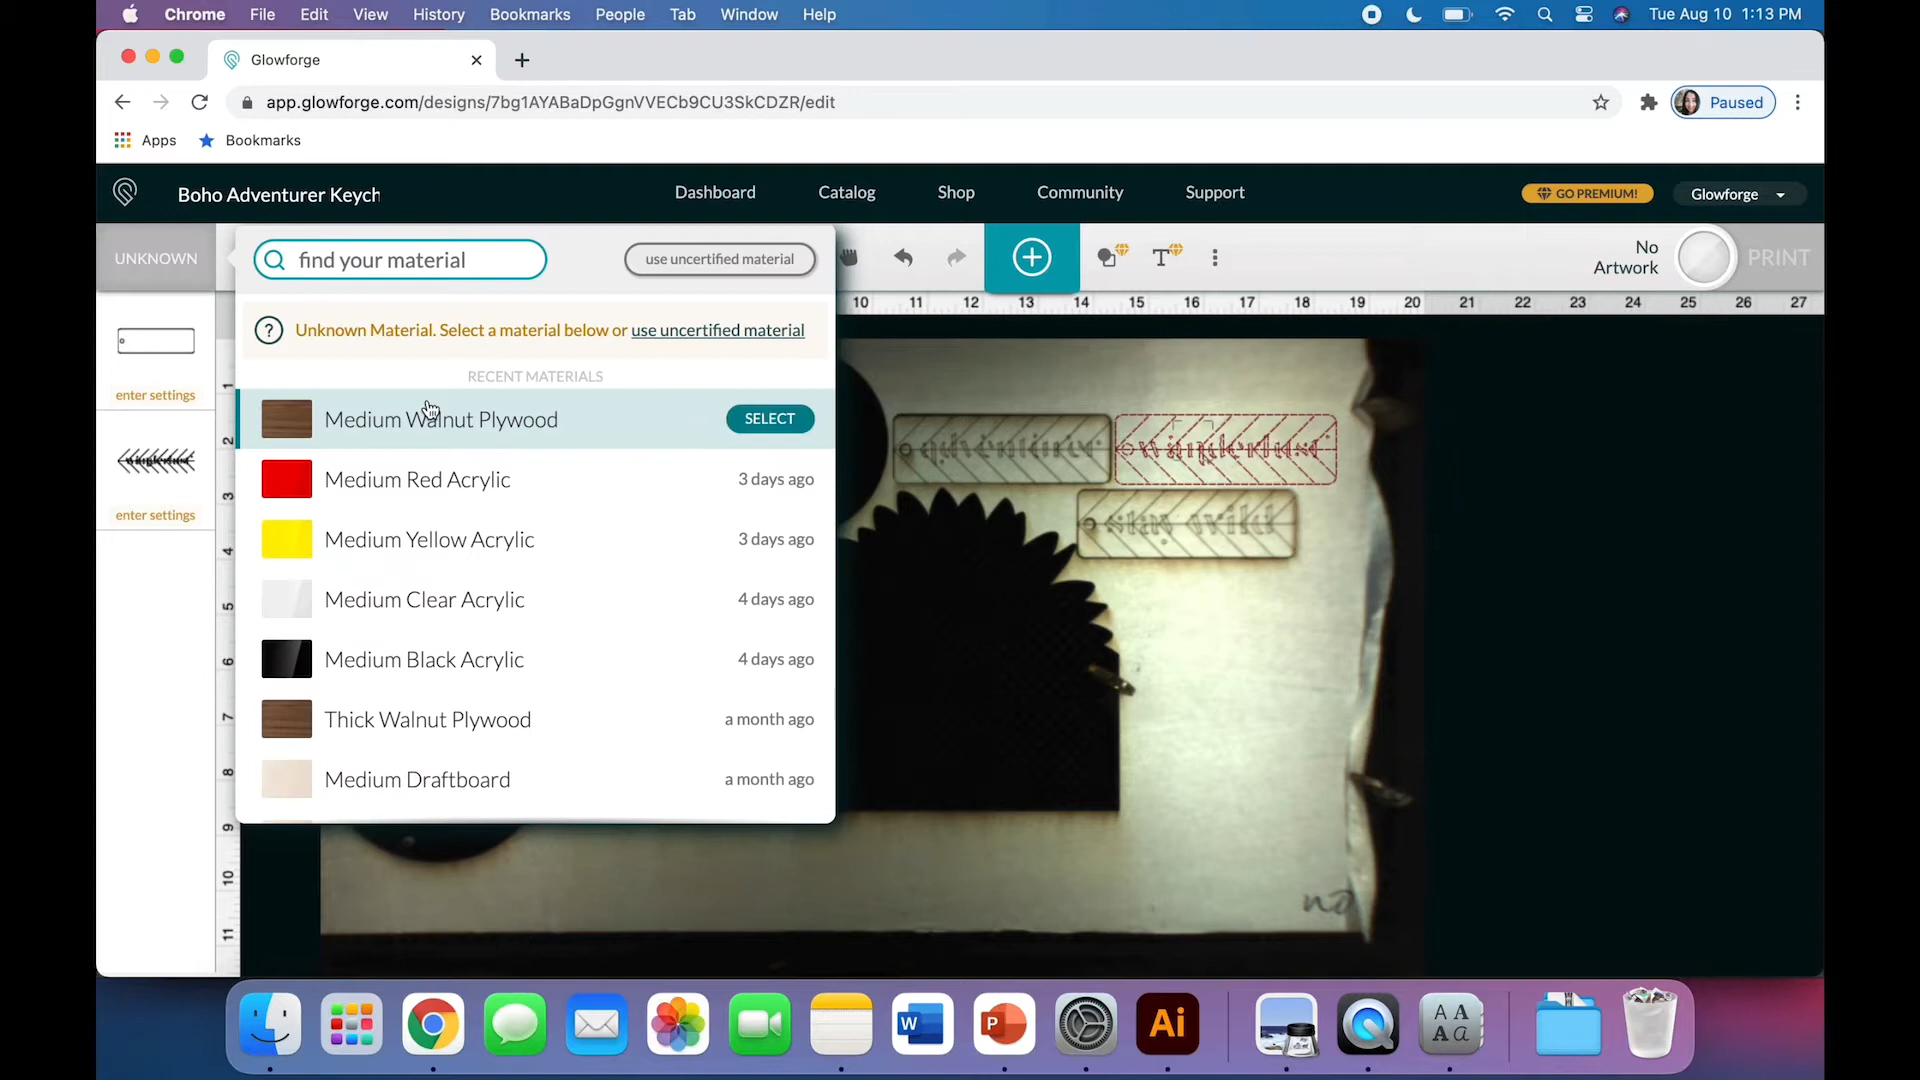 Chrome File Edit View History Bookmarks People Tab Window Help Tue Aug 10 1:13 PM
Glowforge
app.glowforge.com/designs/7bg1AYABaDpGgnVVECb9CU3SkCDZR/edit Paused
Apps Bookmarks
Boho Adventurer Keych Dashboard Catalog Shop Community Support GO PREMIUM! Glowforge
UNKNOWN find your material use uncertified material T No Artwork PRINT
10 11 12 13 14 15 16 17 18 19 20 21 22 23 24 25 26 27
Unknown Material. Select a material below or use uncertified material
RECENT MATERIALS
enter settings
Medium Walnut Plywood SELECT
Medium Red Acrylic 3 days ago
enter settings
Medium Yellow Acrylic 3 days ago
Medium Clear Acrylic 4 days ago
Medium Black Acrylic 4 days ago
Thick Walnut Plywood a month ago
Medium Draftboard a month ago
1
2
3
4
5
6
7
8
9
10
11
wanderlust
no
W P Ai A A A a